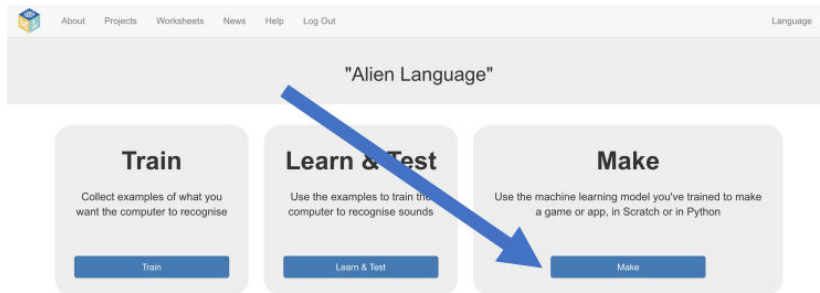 About Projects Worksheets News Help Log Out Language
"Alien Language"
Train
Collect examples of what you
want the computer to recognise
Train
Learn & Test
Use the examples to train the
computer to recognise sounds
Learn & Test
Make
Use the machine learning model you've trained to make
a game or app, in Scratch or in Python
Make